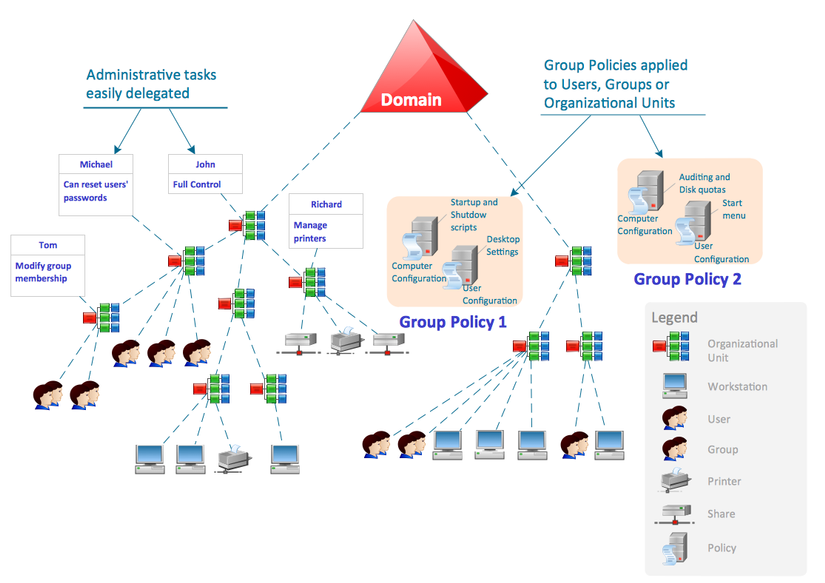 Administrative tasks
easily delegated
Domain
Group Policies applied
to Users, Groups or
Organizational Units
Michael
Can reset users'
passwords
John
Full Control
Richard
Manage
printers
Tom
Modify group
membership
Startup and
Shutdow
scripts
Desktop
Settings
Computer
Configuration
User
Configuration
Group Policy 1
Auditing and
Disk quotas
Start
menu
Computer
Configuration
User
Configuration
Group Policy 2
Legend
Organizational
Unit
Workstation
User
Group
Printer
Share
Policy